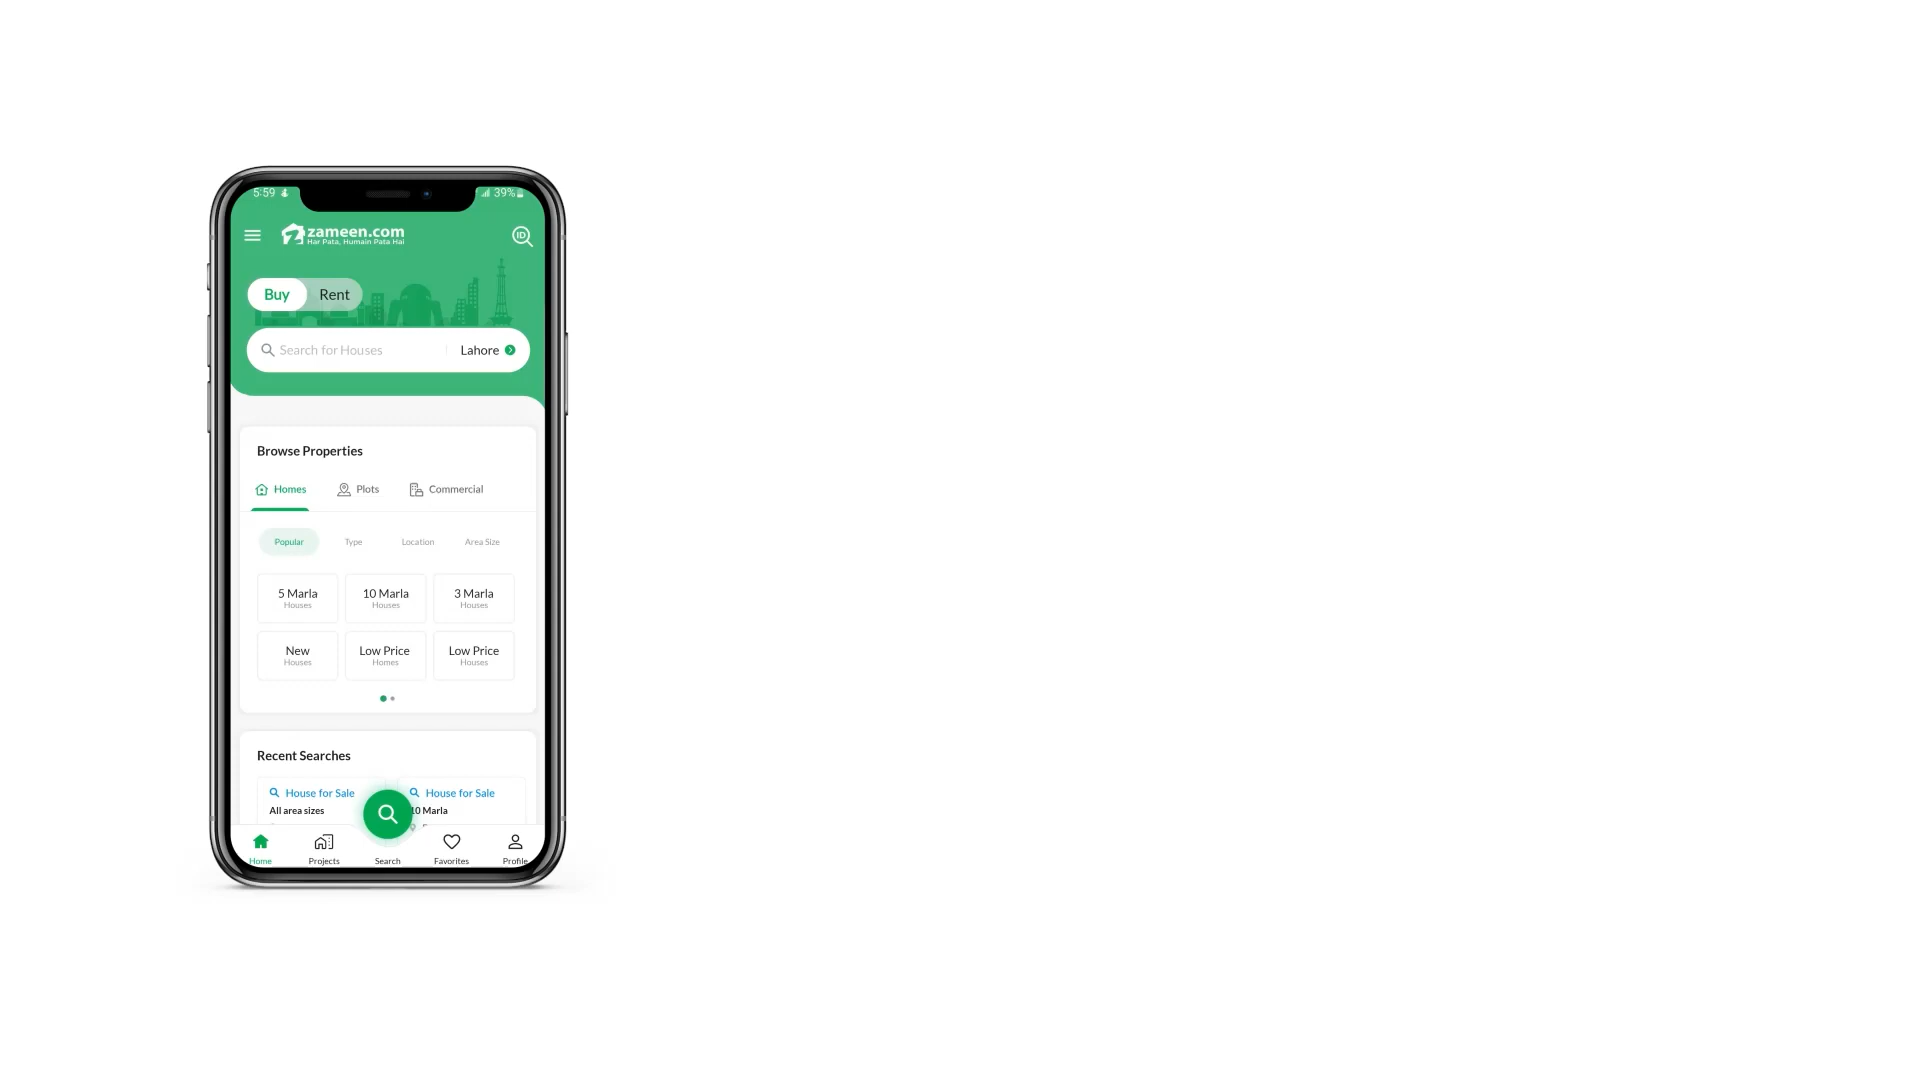 5:59
39%
zameen.com
Har Pata, Humain Pata Hai
ID
Buy Rent
Search for Houses Lahore
Browse Properties
Homes Plots Commercial
Popular Type Location Area Size
5 Marla 10 Marla 3 Marla
Houses Houses Houses
New Low Price Low Price
Houses Homes Houses
Recent Searches
House for Sale House for Sale
All area sizes 10 Marla
Home Projects Search Favorites Profile